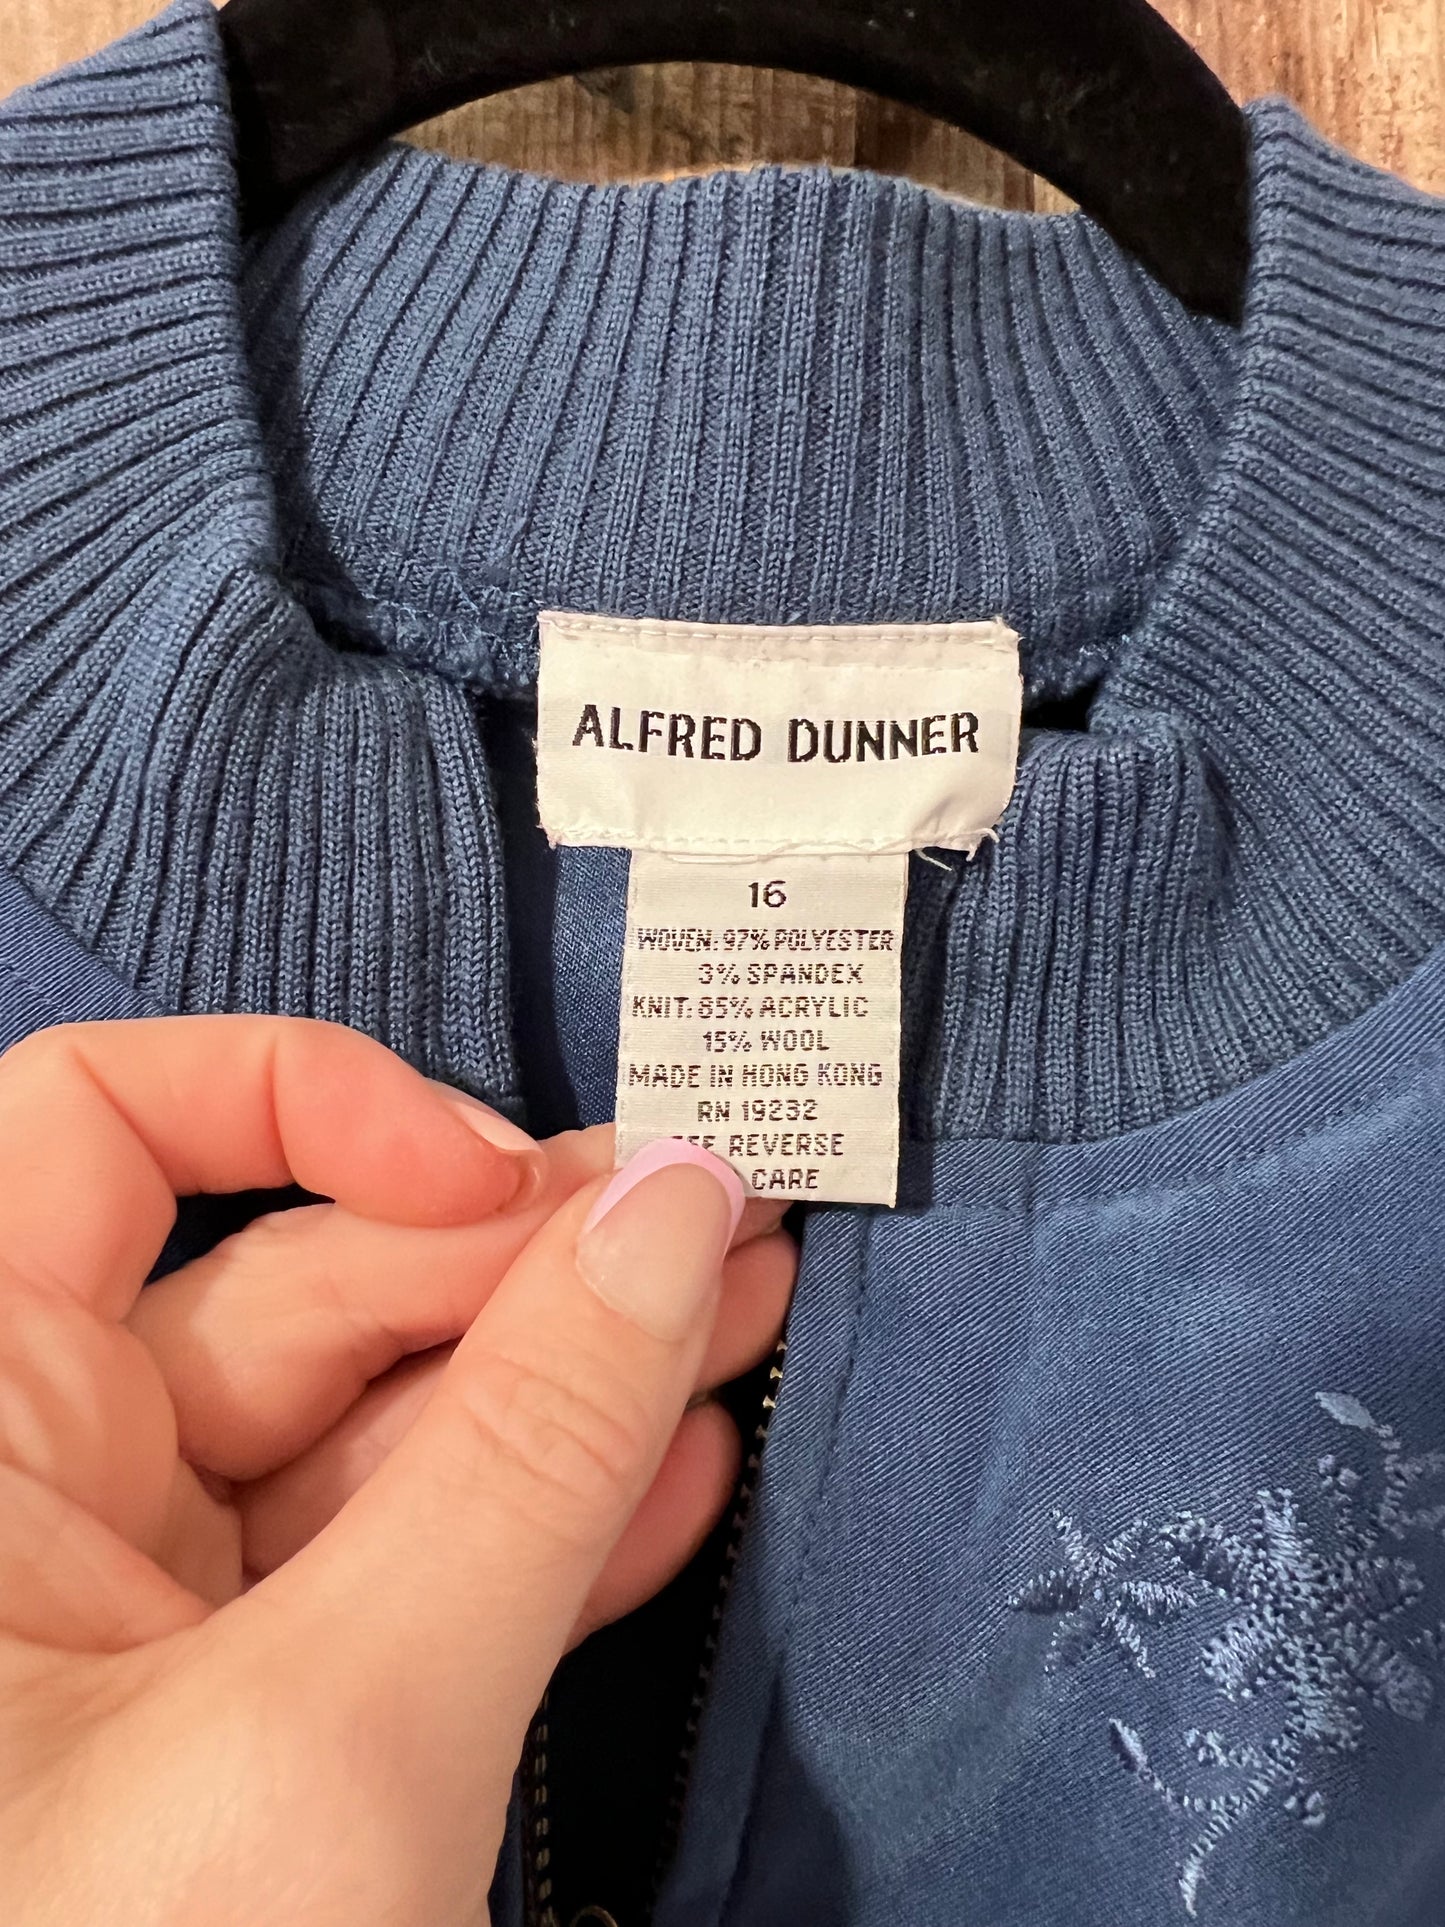 ALFRED DUNNER
16
WOVEN: 97% POLYESTER
3% SPANDEX
KNIT: 85% ACRYLIC
15% WOOL
MADE IN HONG KONG
RN 19232
REVERSE
CARE